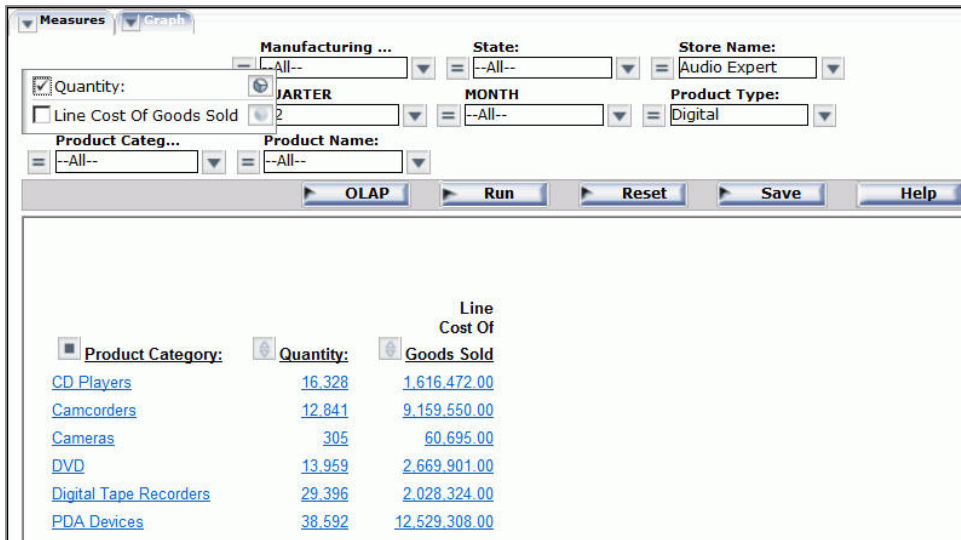 Measures Graph
Manufacturing ... State: Store Name:
--All-- --All-- Audio Expert
Quantity:
QUARTER MONTH Product Type:
Line Cost Of Goods Sold 2 --All-- Digital
Product Categ... Product Name:
--All-- --All--
OLAP Run Reset Save Help
Line
Cost Of
Product Category: Quantity: Goods Sold
CD Players 16,328 1,616,472.00
Camcorders 12,841 9,159,550.00
Cameras 305 60,695.00
DVD 13,959 2,669,901.00
Digital Tape Recorders 29,396 2,028,324.00
PDA Devices 38,592 12,529,308.00